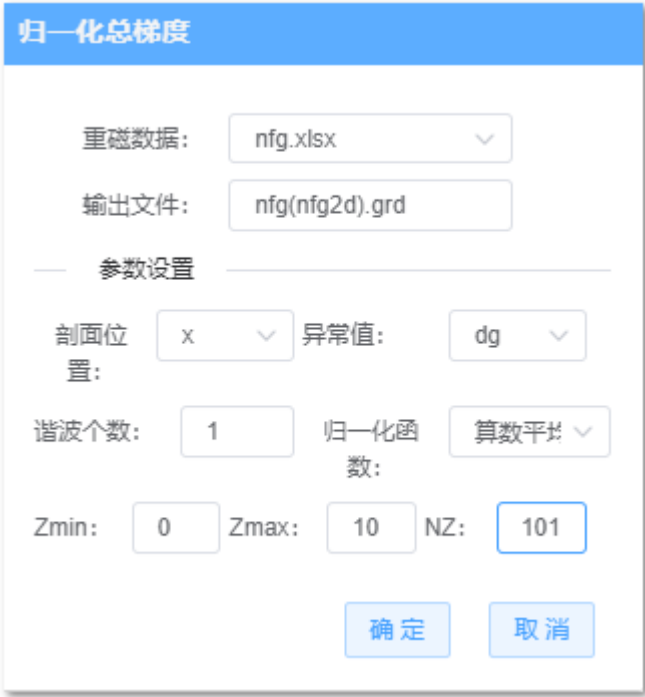 归一化总梯度
重磁数据： nfg.xlsx
输出文件： nfg(nfg2d).grd
参数设置
剖面位置： x 异常值： dg
谐波个数： 1 归一化函数： 算数平均
Zmin： 0 Zmax： 10 NZ： 101
确定 取消